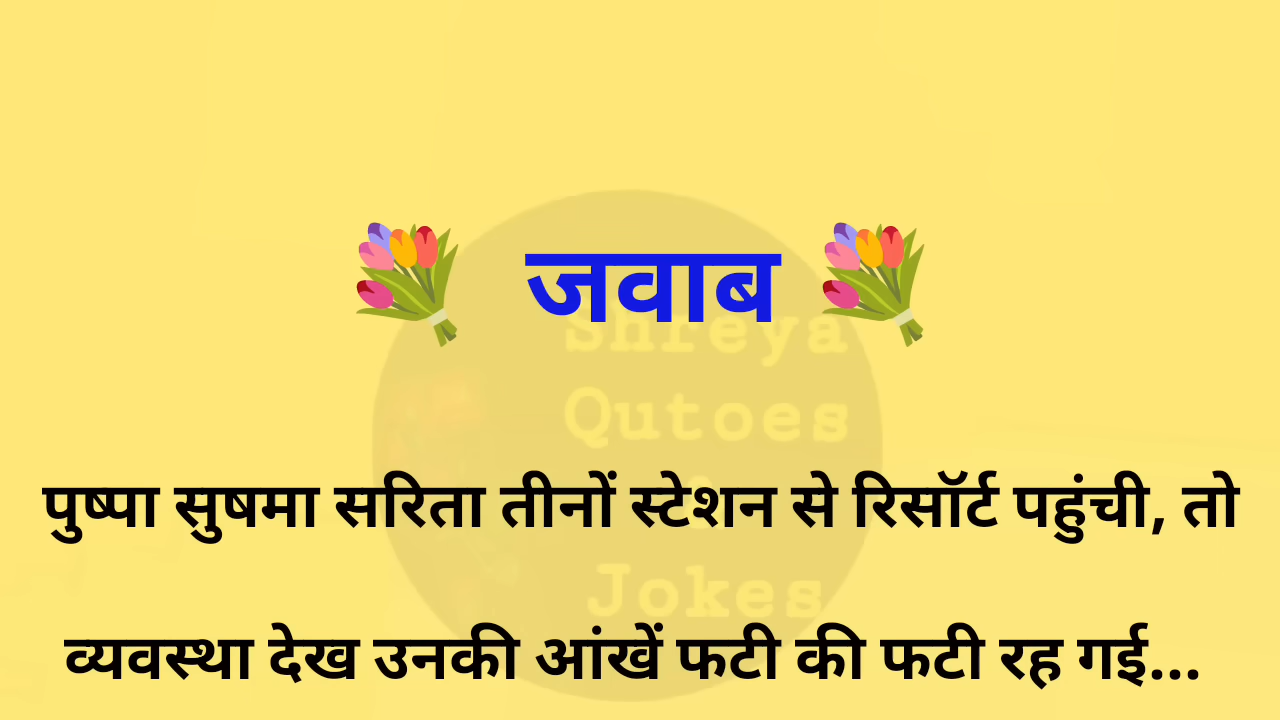 जवाब
Shreya
Qutoes
&
Jokes
पुष्पा सुषमा सरिता तीनों स्टेशन से रिसॉर्ट पहुंची, तो
व्यवस्था देख उनकी आंखें फटी की फटी रह गई...